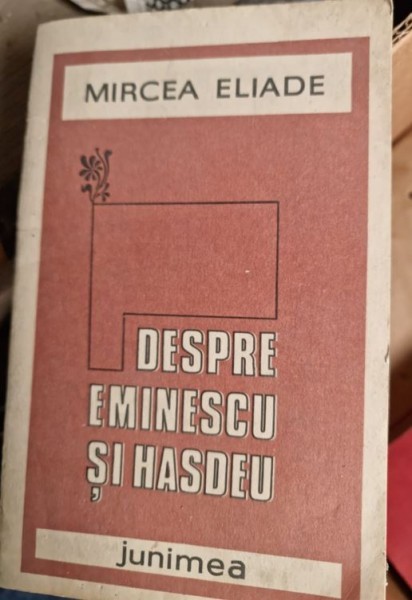 MIRCEA ELIADE
DESPRE
EMINESCU
ȘI HASDEU
junimea